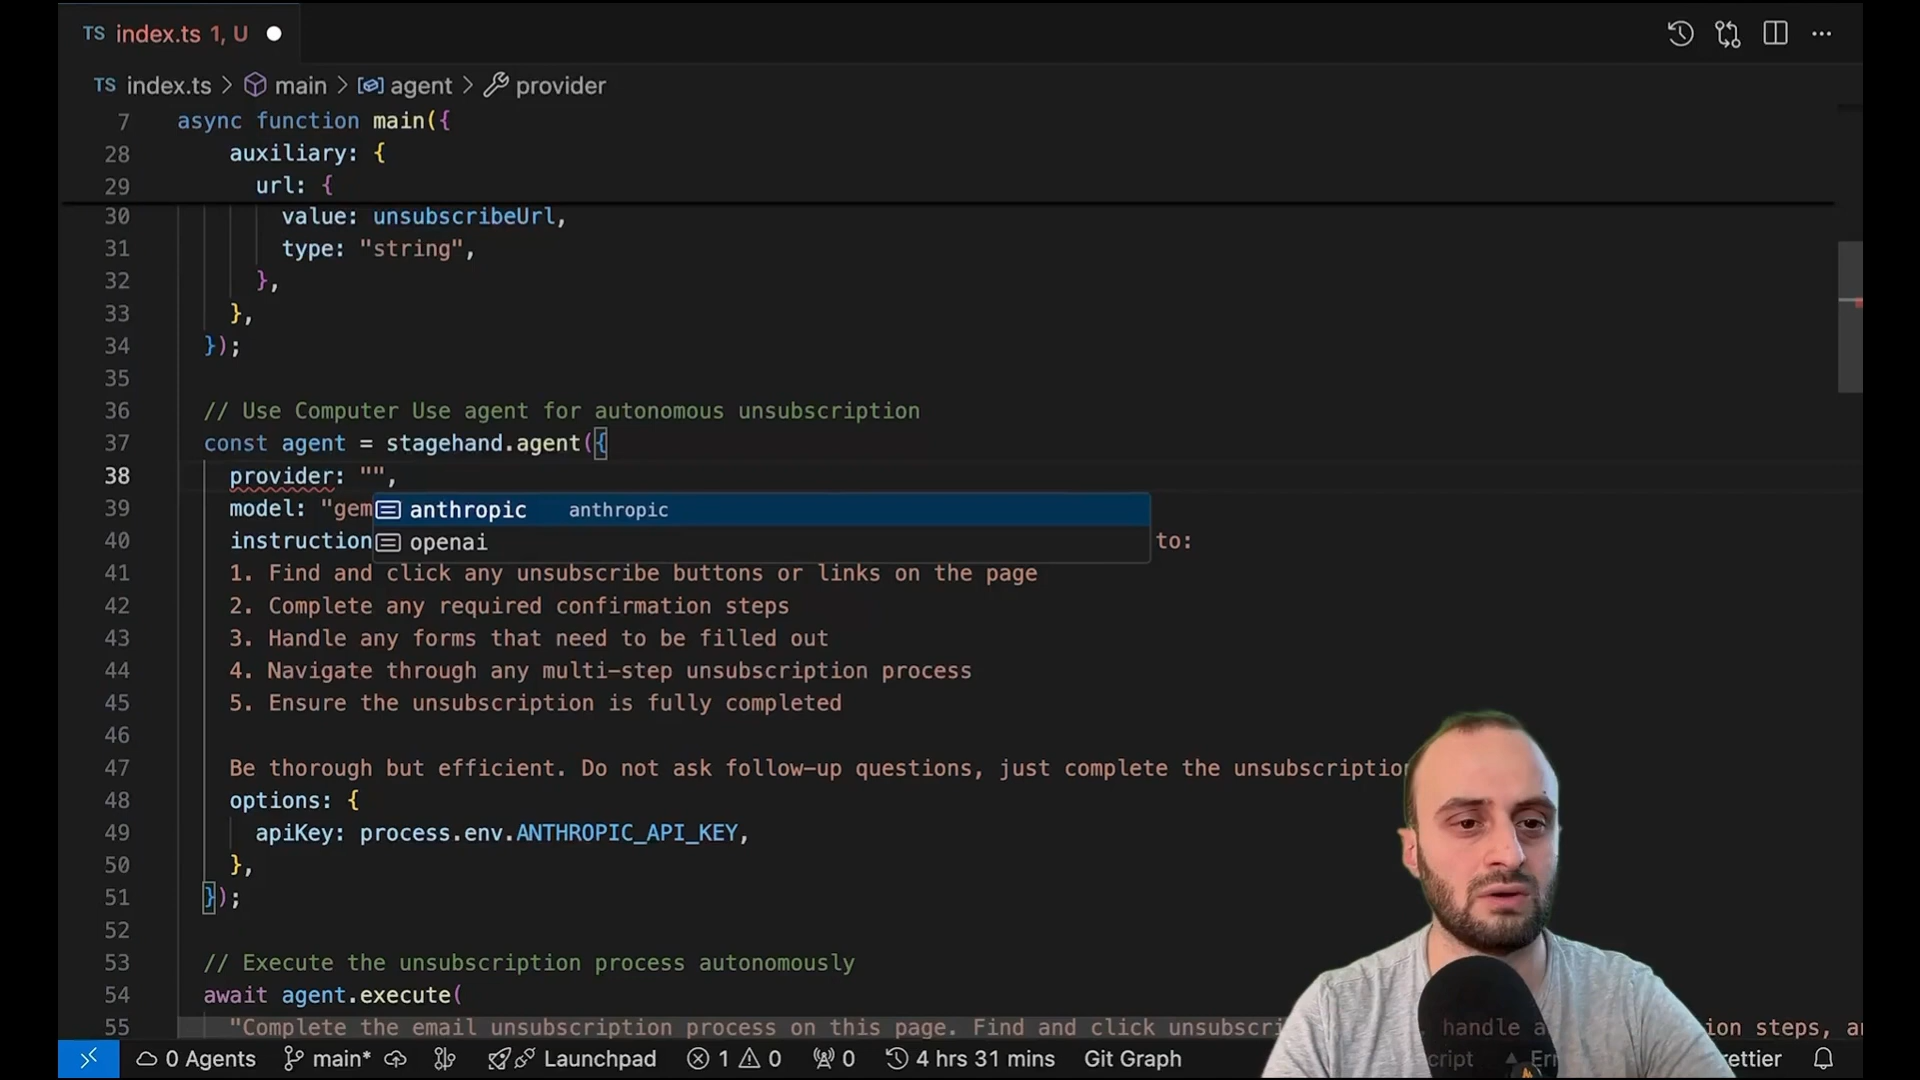 TS index.ts 1, U
TS index.ts > main > agent > provider
7 async function main({
28 auxiliary: {
29 url: {
30 value: unsubscribeUrl,
31 type: "string",
32 },
33 },
34 });
35
36 // Use Computer Use agent for autonomous unsubscription
37 const agent = stagehand.agent({
38 provider: "",
anthropic anthropic
openai
39 model: "gem
40 instruction to:
41 1. Find and click any unsubscribe buttons or links on the page
42 2. Complete any required confirmation steps
43 3. Handle any forms that need to be filled out
44 4. Navigate through any multi-step unsubscription process
45 5. Ensure the unsubscription is fully completed
46
47 Be thorough but efficient. Do not ask follow-up questions, just complete the unsubscriptio
48 options: {
49 apiKey: process.env.ANTHROPIC_API_KEY,
50 },
51 });
52
53 // Execute the unsubscription process autonomously
54 await agent.execute(
55 "Complete the email unsubscription process on this page. Find and click unsubscri handle a ion steps, a
0 Agents main* Launchpad 1 0 0 4 hrs 31 mins Git Graph cript Er ettier